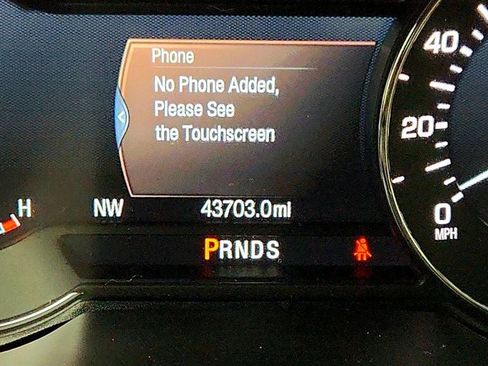 Phone
No Phone Added,
Please See
the Touchscreen
H
NW
43703.0mi
PRNDS
40
20
0
MPH